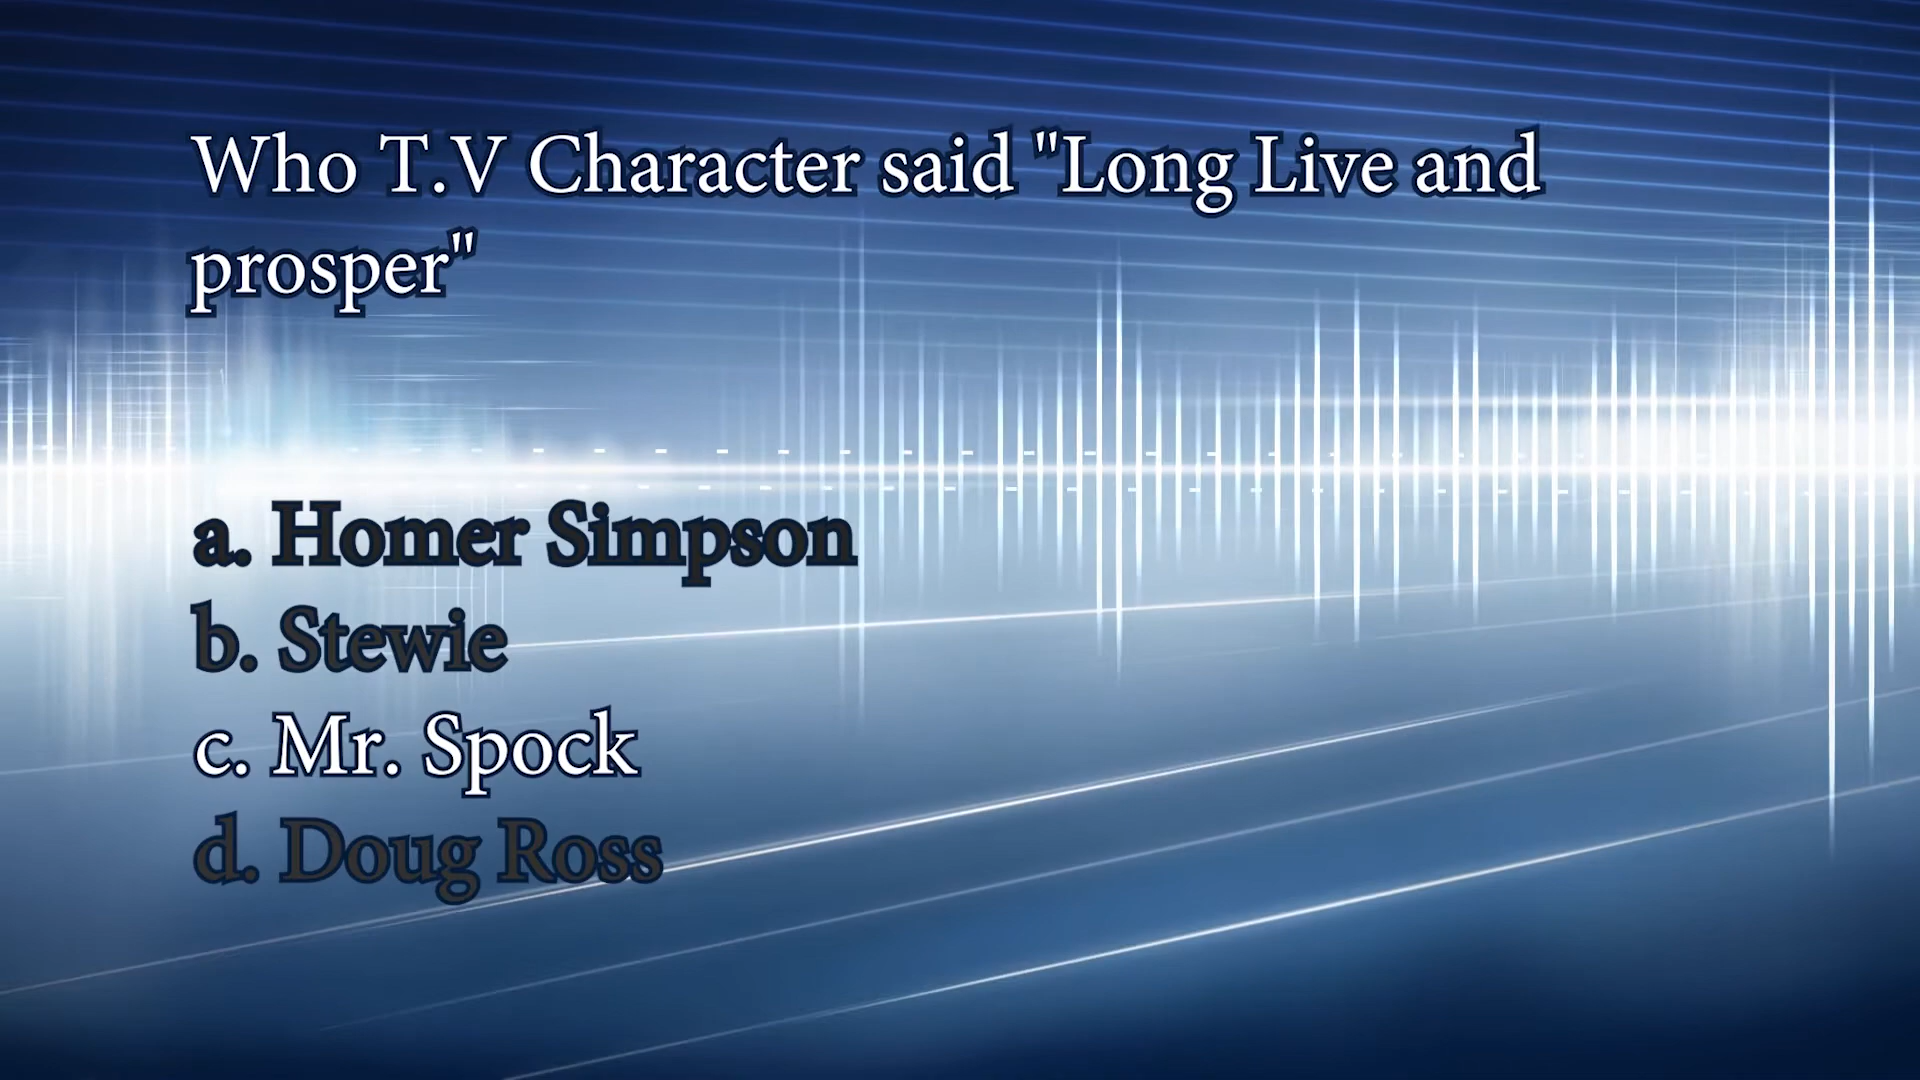 Who T.V Character said "Long Live and
prosper"
a. Homer Simpson
b. Stewie
c. Mr. Spock
d. Doug Ross